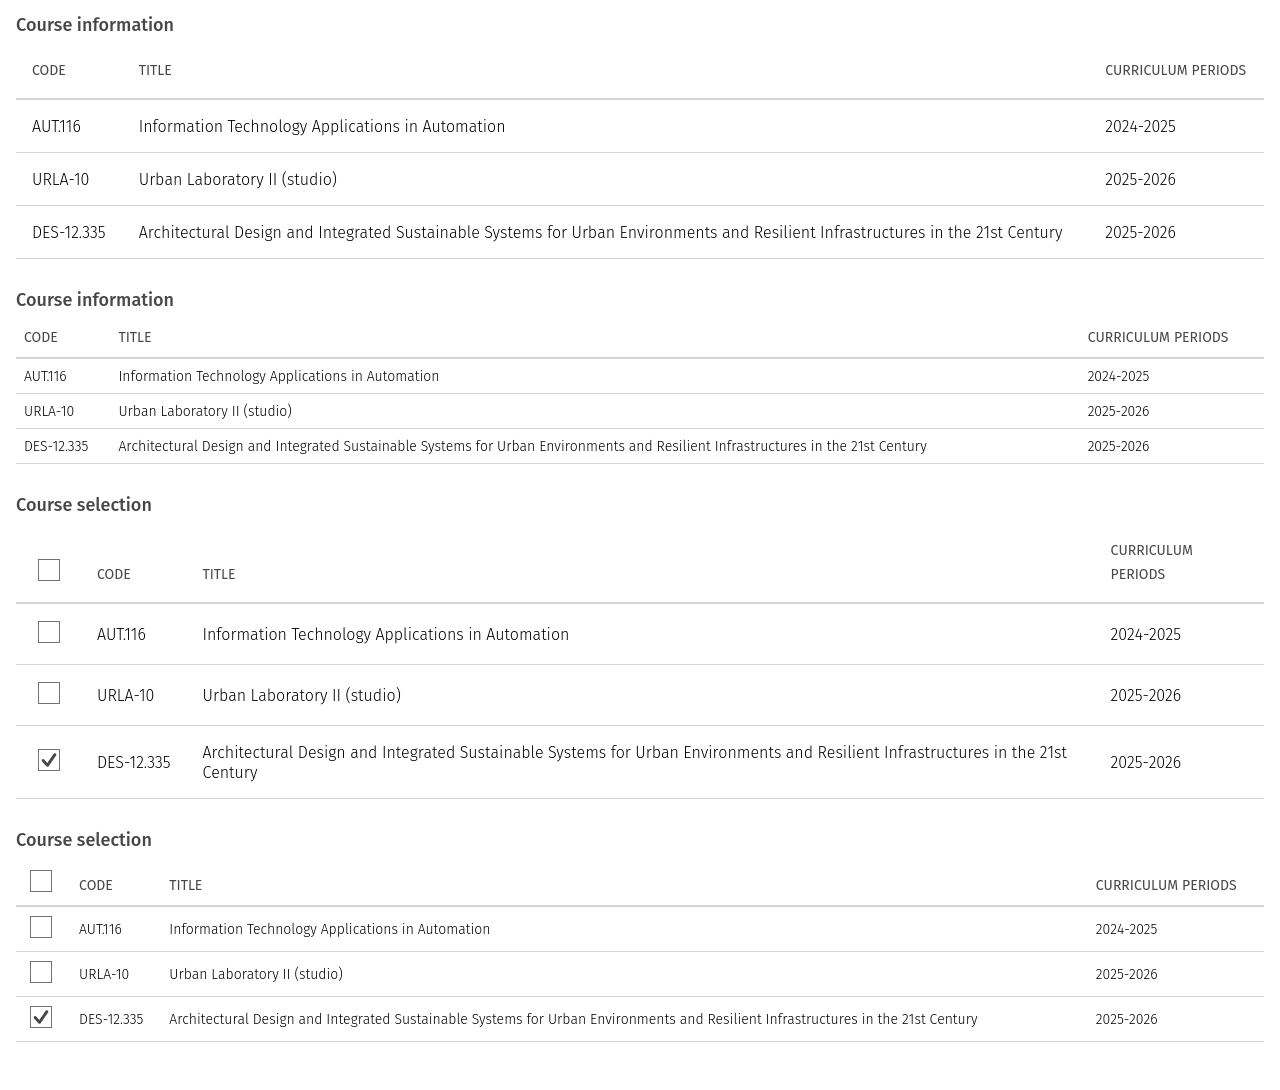 Course information
CODE TITLE CURRICULUM PERIODS
AUT.116 Information Technology Applications in Automation 2024-2025
URLA-10 Urban Laboratory II (studio) 2025-2026
DES-12.335 Architectural Design and Integrated Sustainable Systems for Urban Environments and Resilient Infrastructures in the 21st Century 2025-2026
Course information
CODE TITLE CURRICULUM PERIODS
AUT.116 Information Technology Applications in Automation 2024-2025
URLA-10 Urban Laboratory II (studio) 2025-2026
DES-12.335 Architectural Design and Integrated Sustainable Systems for Urban Environments and Resilient Infrastructures in the 21st Century 2025-2026
Course selection
CODE TITLE CURRICULUM
PERIODS
AUT.116 Information Technology Applications in Automation 2024-2025
URLA-10 Urban Laboratory II (studio) 2025-2026
DES-12.335 Architectural Design and Integrated Sustainable Systems for Urban Environments and Resilient Infrastructures in the 21st
Century 2025-2026
Course selection
CODE TITLE CURRICULUM PERIODS
AUT.116 Information Technology Applications in Automation 2024-2025
URLA-10 Urban Laboratory II (studio) 2025-2026
DES-12.335 Architectural Design and Integrated Sustainable Systems for Urban Environments and Resilient Infrastructures in the 21st Century 2025-2026